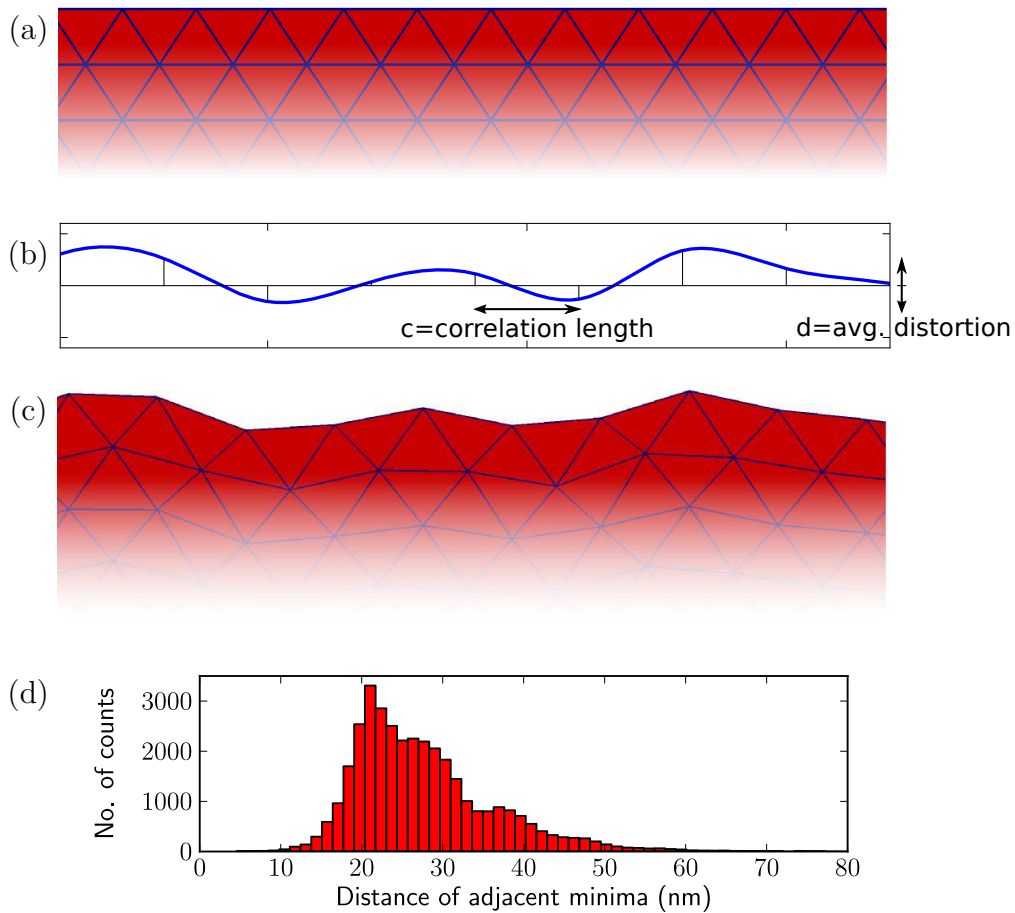 (a)
(b)
c=correlation length
d=avg. distortion
(c)
(d)
No. of counts
3000
2000
1000
0
0 10 20 30 40 50 60 70 80
Distance of adjacent minima (nm)